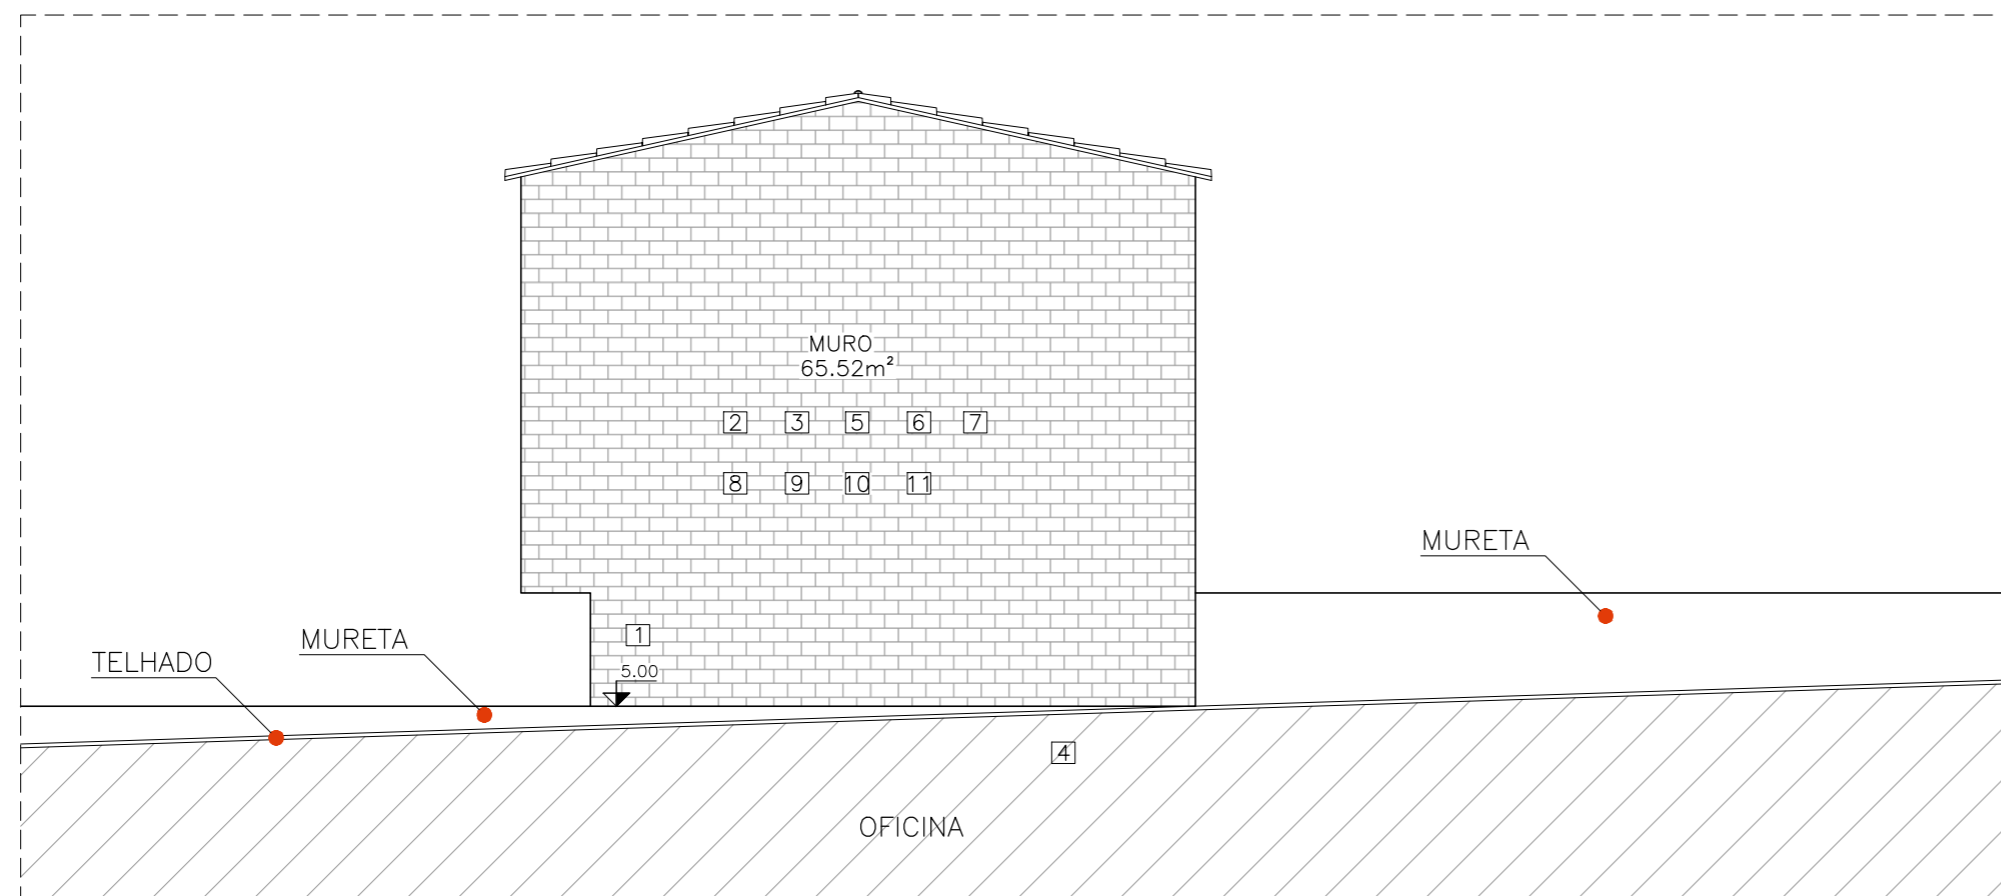 MURO
65.52m²
2 3 5 6 7
8 9 10 11
MURETA
1
MURETA
TELHADO
5.00
4
OFICINA